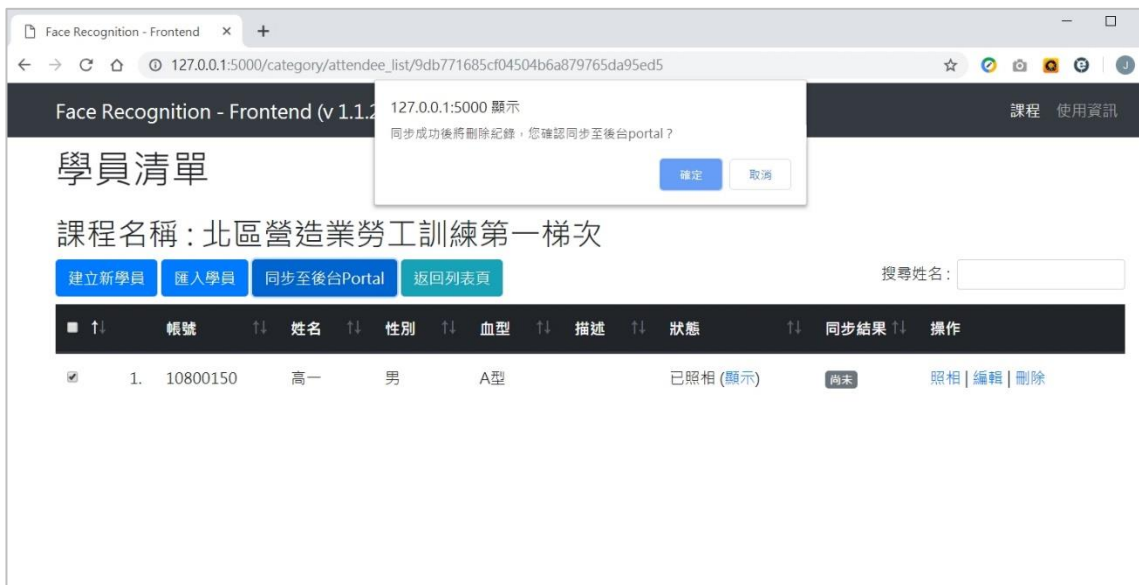 Face Recognition - Frontend
127.0.0.1:5000/category/attendee_list/9db771685cf04504b6a879765da95ed5
J
Face Recognition - Frontend (v 1.1.2
課程 使用資訊
127.0.0.1:5000 顯示
同步成功後將刪除紀錄，您確認同步至後台portal？
確定 取消
學員清單
課程名稱 : 北區營造業勞工訓練第一梯次
建立新學員 匯入學員 同步至後台Portal 返回列表頁 搜尋姓名 :
帳號 姓名 性別 血型 描述 狀態 同步結果 操作
1. 10800150 高一 男 A型 已照相 (顯示) 尚未 照相 | 編輯 | 刪除